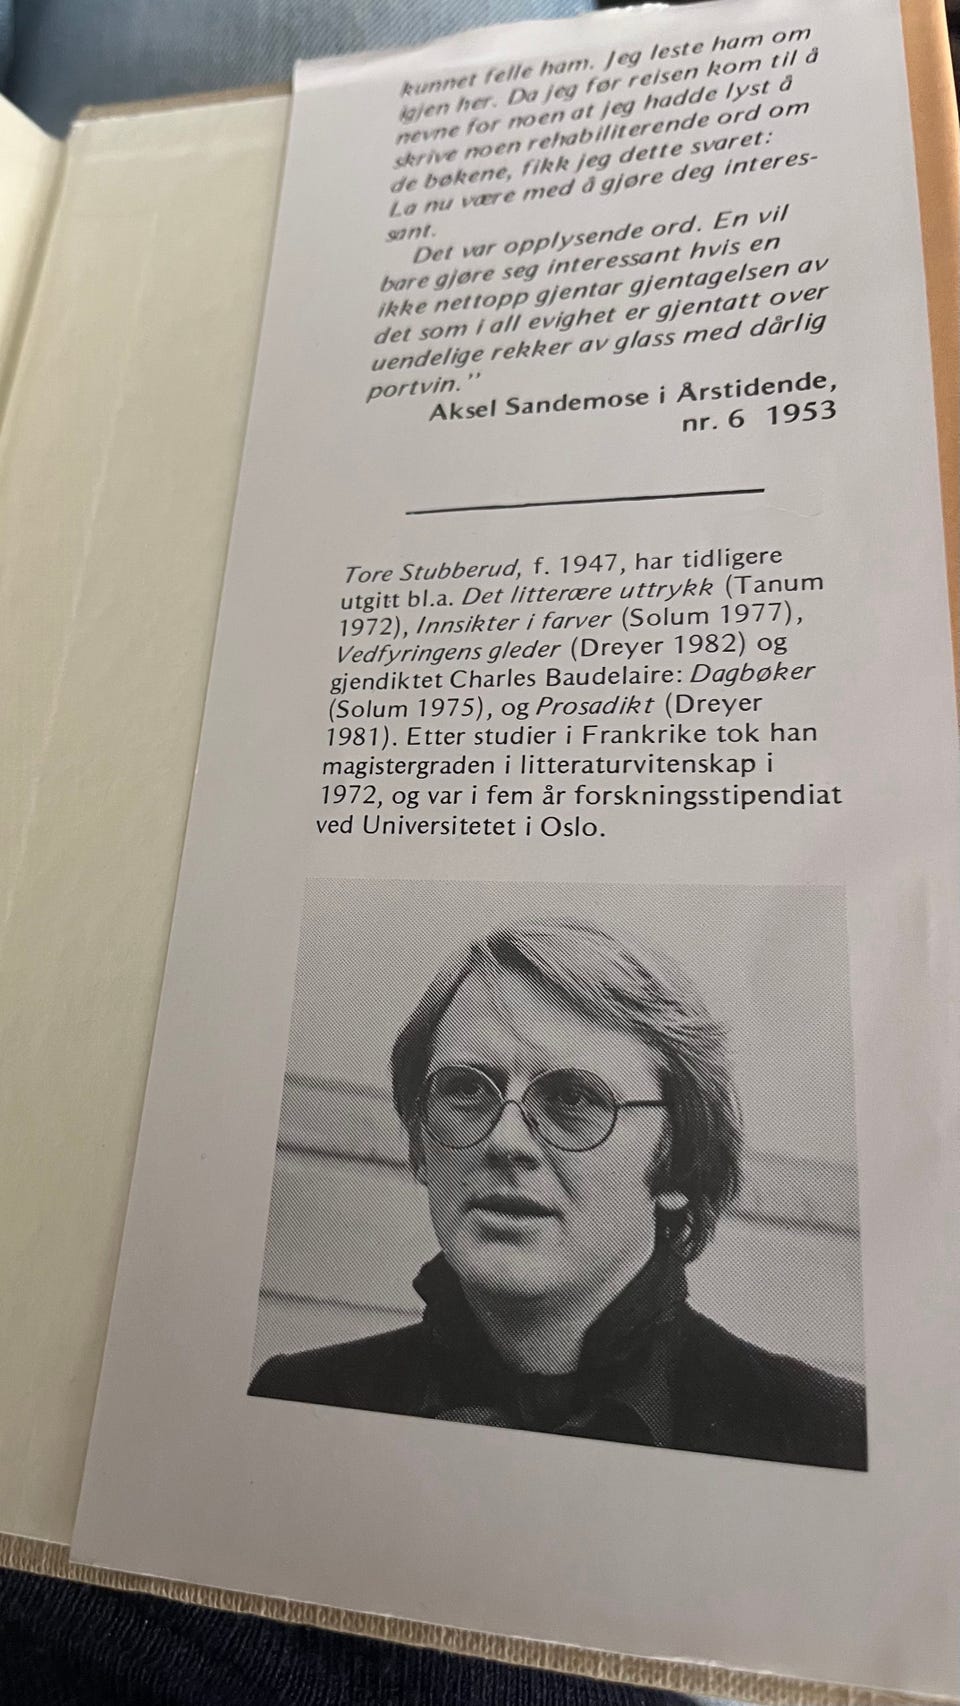 kunnet felle ham. Jeg leste ham om
igjen her. Da jeg før reisen kom til å
nevne for noen at jeg hadde lyst å
skrive noen rehabiliterende ord om
de bøkene, fikk jeg dette svaret:
La nu være med å gjøre deg interes-
sant.
Det var opplysende ord. En vil
bare gjøre seg interessant hvis en
ikke nettopp gjentar gjentagelsen av
det som i all evighet er gjentatt over
uendelige rekker av glass med dårlig
portvin.”
Aksel Sandemose i Årstidende,
nr. 6 1953
Tore Stubberud, f. 1947, har tidligere
utgitt bl.a. Det litterære uttrykk (Tanum
1972), Innsikter i farver (Solum 1977),
Vedfyringens gleder (Dreyer 1982) og
gjendiktet Charles Baudelaire: Dagbøker
(Solum 1975), og Prosadikt (Dreyer
1981). Etter studier i Frankrike tok han
magistergraden i litteraturvitenskap i
1972, og var i fem år forskningsstipendiat
ved Universitetet i Oslo.